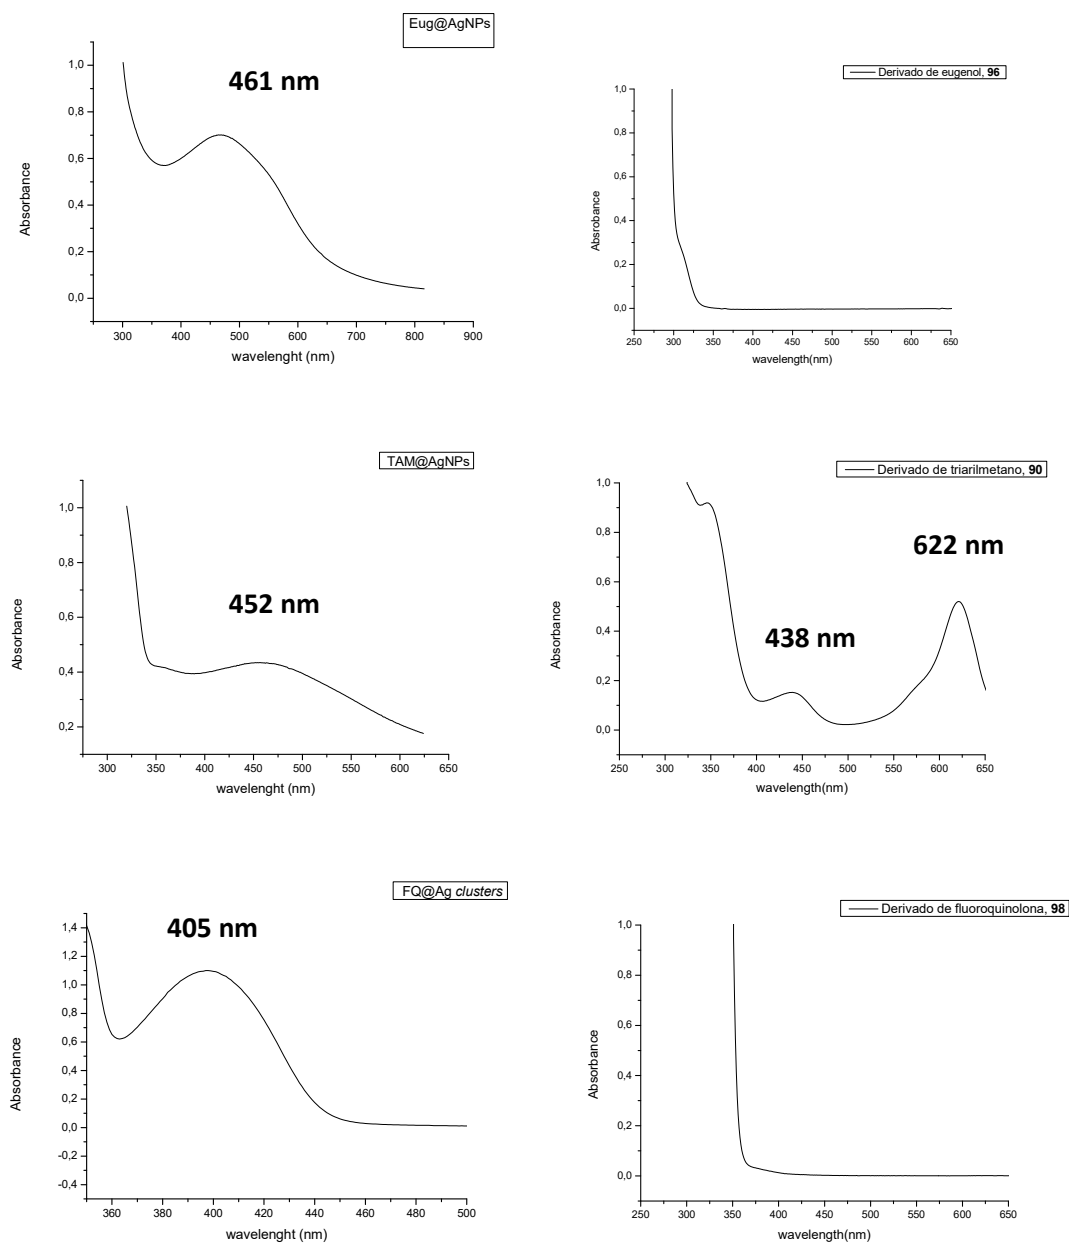 Eug@AgNPs
461 nm
1,0
0,8
0,6
0,4
0,2
0,0
Absorbance
300 400 500 600 700 800 900
wavelenght (nm)
Derivado de eugenol, 96
1,0
0,8
0,6
0,4
0,2
0,0
Absrobance
250 300 350 400 450 500 550 600 650
wavelength(nm)
TAM@AgNPs
452 nm
1,0
0,8
0,6
0,4
0,2
Absorbance
300 350 400 450 500 550 600 650
wavelenght (nm)
Derivado de triarilmetano, 90
622 nm
438 nm
1,0
0,8
0,6
0,4
0,2
0,0
Absorbance
250 300 350 400 450 500 550 600 650
wavelength(nm)
FQ@Ag clusters
405 nm
1,4
1,2
1,0
0,8
0,6
0,4
0,2
0,0
-0,2
-0,4
Absorbance
360 380 400 420 440 460 480 500
wavelenght (nm)
Derivado de fluoroquinolona, 98
1,0
0,8
0,6
0,4
0,2
0,0
Absorbance
250 300 350 400 450 500 550 600 650
wavelength(nm)